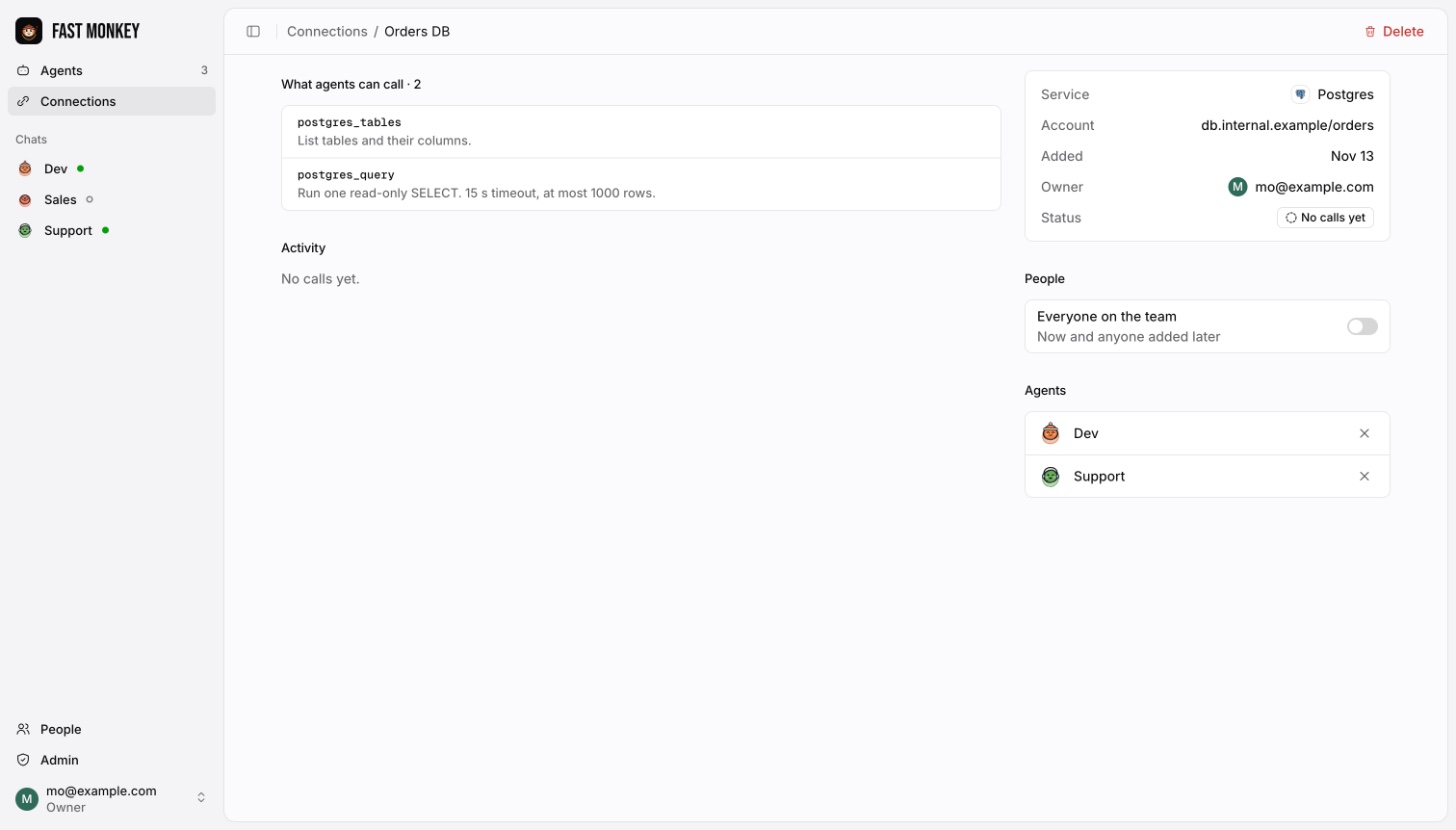 FAST MONKEY
Agents 3
Connections
Chats
Dev
Sales
Support
People
Admin
M mo@example.com
Owner
Connections / Orders DB
Delete
What agents can call · 2
postgres_tables
List tables and their columns.
postgres_query
Run one read-only SELECT. 15 s timeout, at most 1000 rows.
Activity
No calls yet.
Service Postgres
Account db.internal.example/orders
Added Nov 13
Owner M mo@example.com
Status No calls yet
People
Everyone on the team
Now and anyone added later
Agents
Dev
Support